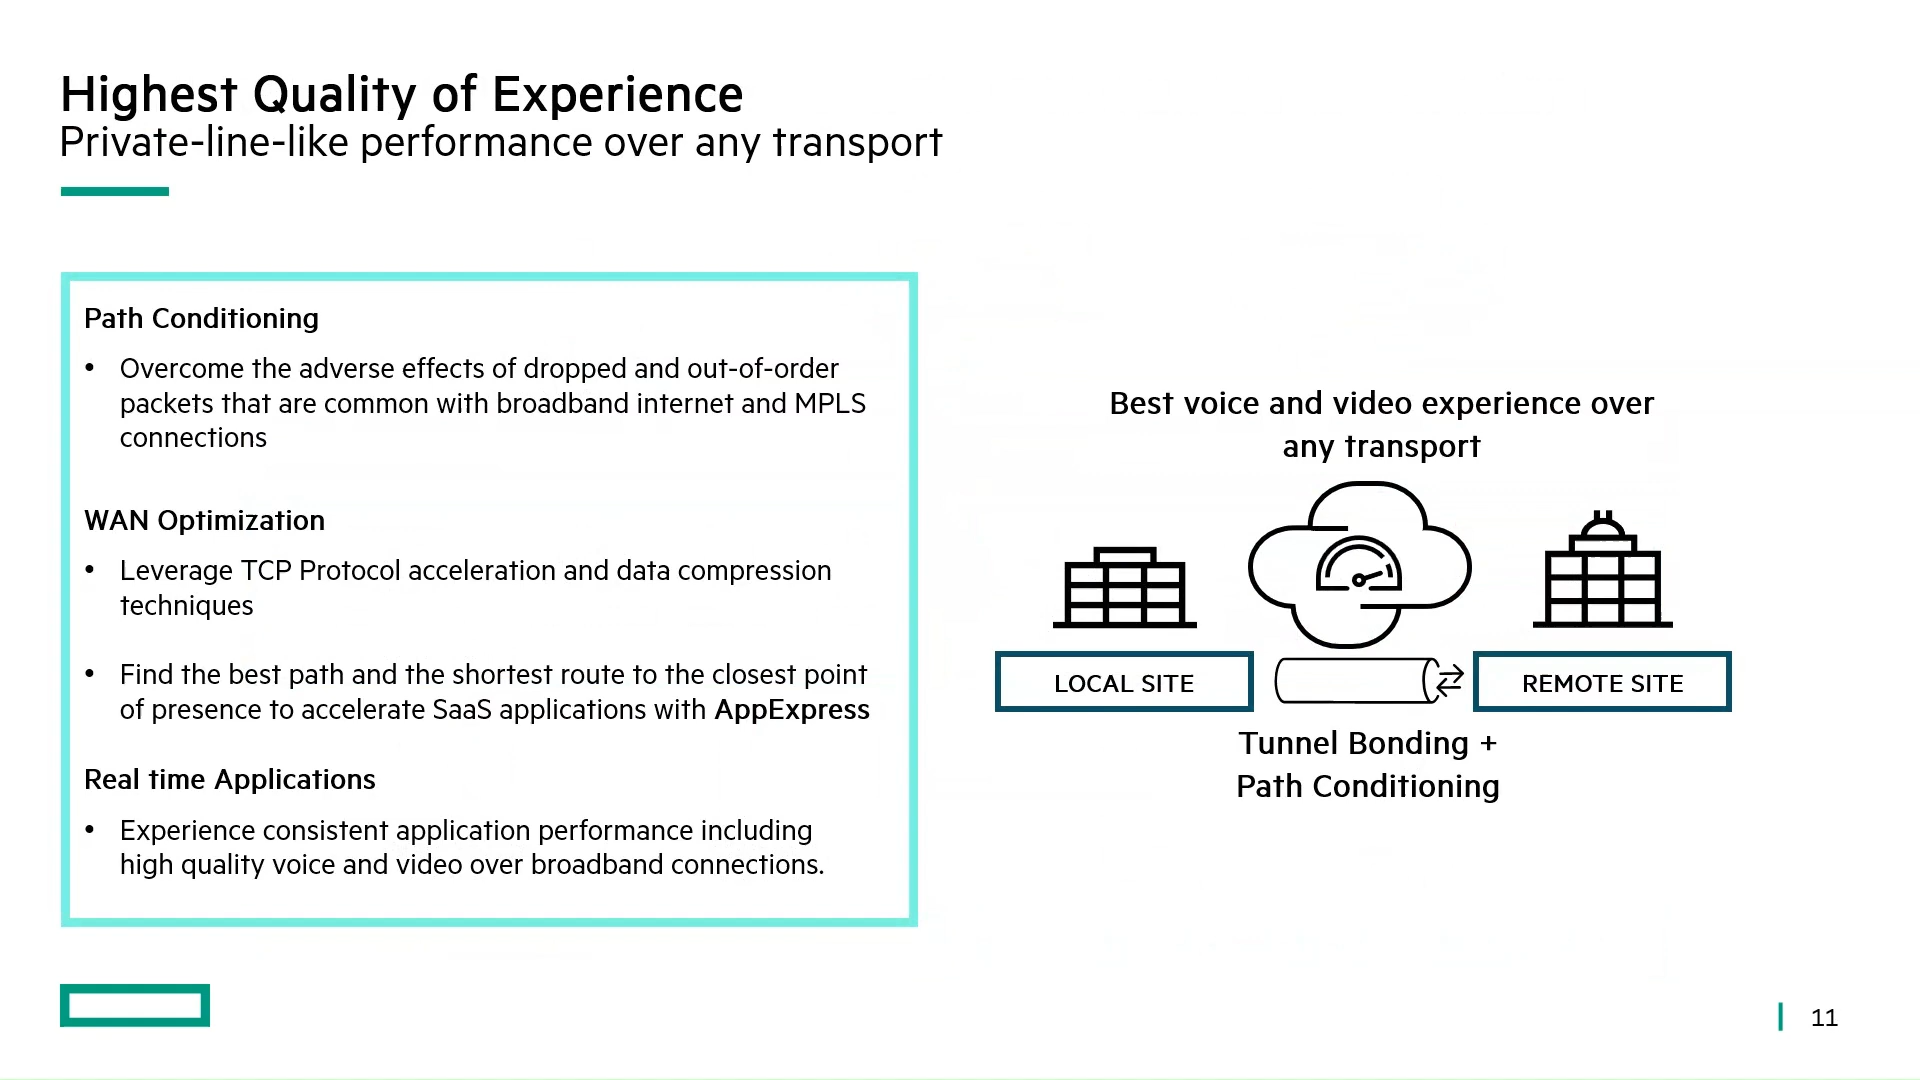 Highest Quality of Experience
Private-line-like performance over any transport
Path Conditioning
• Overcome the adverse effects of dropped and out-of-order
packets that are common with broadband internet and MPLS
connections
WAN Optimization
• Leverage TCP Protocol acceleration and data compression
techniques
• Find the best path and the shortest route to the closest point
of presence to accelerate SaaS applications with AppExpress
Real time Applications
• Experience consistent application performance including
high quality voice and video over broadband connections.
Best voice and video experience over
any transport
LOCAL SITE
REMOTE SITE
Tunnel Bonding +
Path Conditioning
11